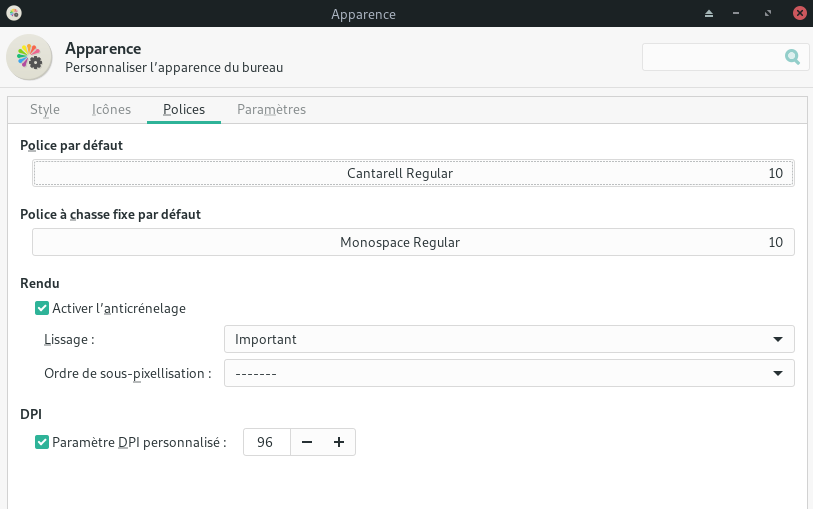 Apparence
Apparence
Personnaliser l'apparence du bureau
Style Icônes Polices Paramètres
Police par défaut
Cantarell Regular 10
Police à chasse fixe par défaut
Monospace Regular 10
Rendu
Activer l'anticrénelage
Lissage : Important
Ordre de sous-pixellisation : -------
DPI
Paramètre DPI personnalisé : 96 − +